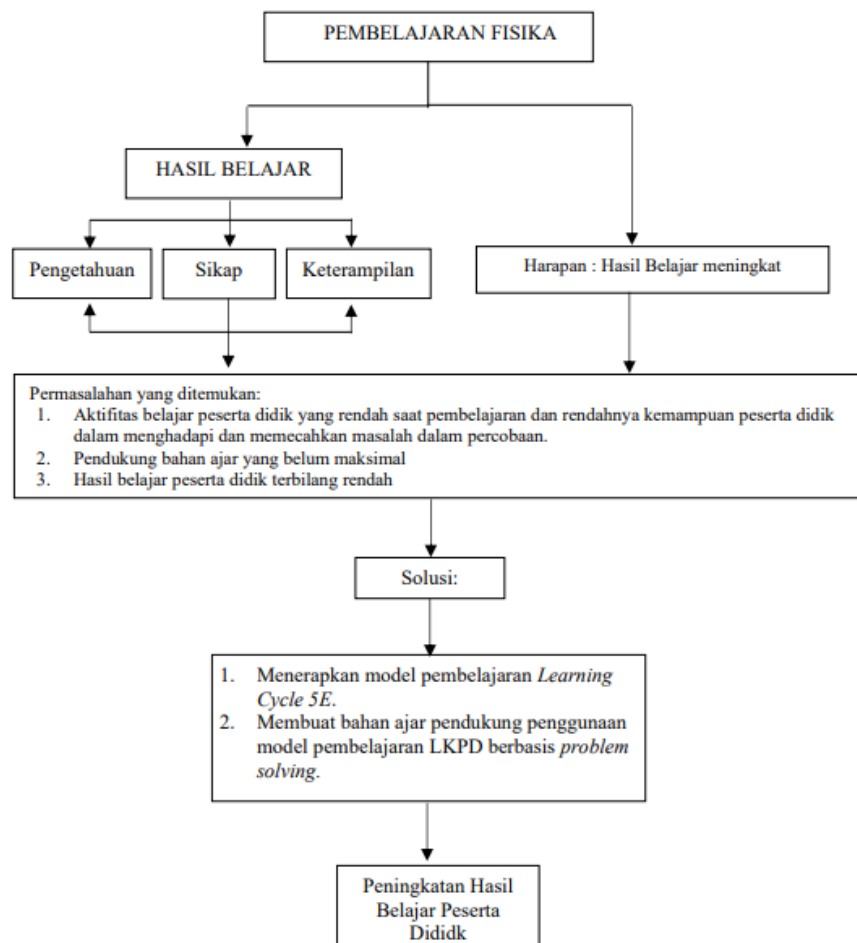 PEMBELAJARAN FISIKA
HASIL BELAJAR
Pengetahuan
Sikap
Keterampilan
Harapan : Hasil Belajar meningkat
Permasalahan yang ditemukan:
1. Aktifitas belajar peserta didik yang rendah saat pembelajaran dan rendahnya kemampuan peserta didik
dalam menghadapi dan memecahkan masalah dalam percobaan.
2. Pendukung bahan ajar yang belum maksimal
3. Hasil belajar peserta didik terbilang rendah
Solusi:
1. Menerapkan model pembelajaran Learning
Cycle 5E.
2. Membuat bahan ajar pendukung penggunaan
model pembelajaran LKPD berbasis problem
solving.
Peningkatan Hasil
Belajar Peserta
Dididk